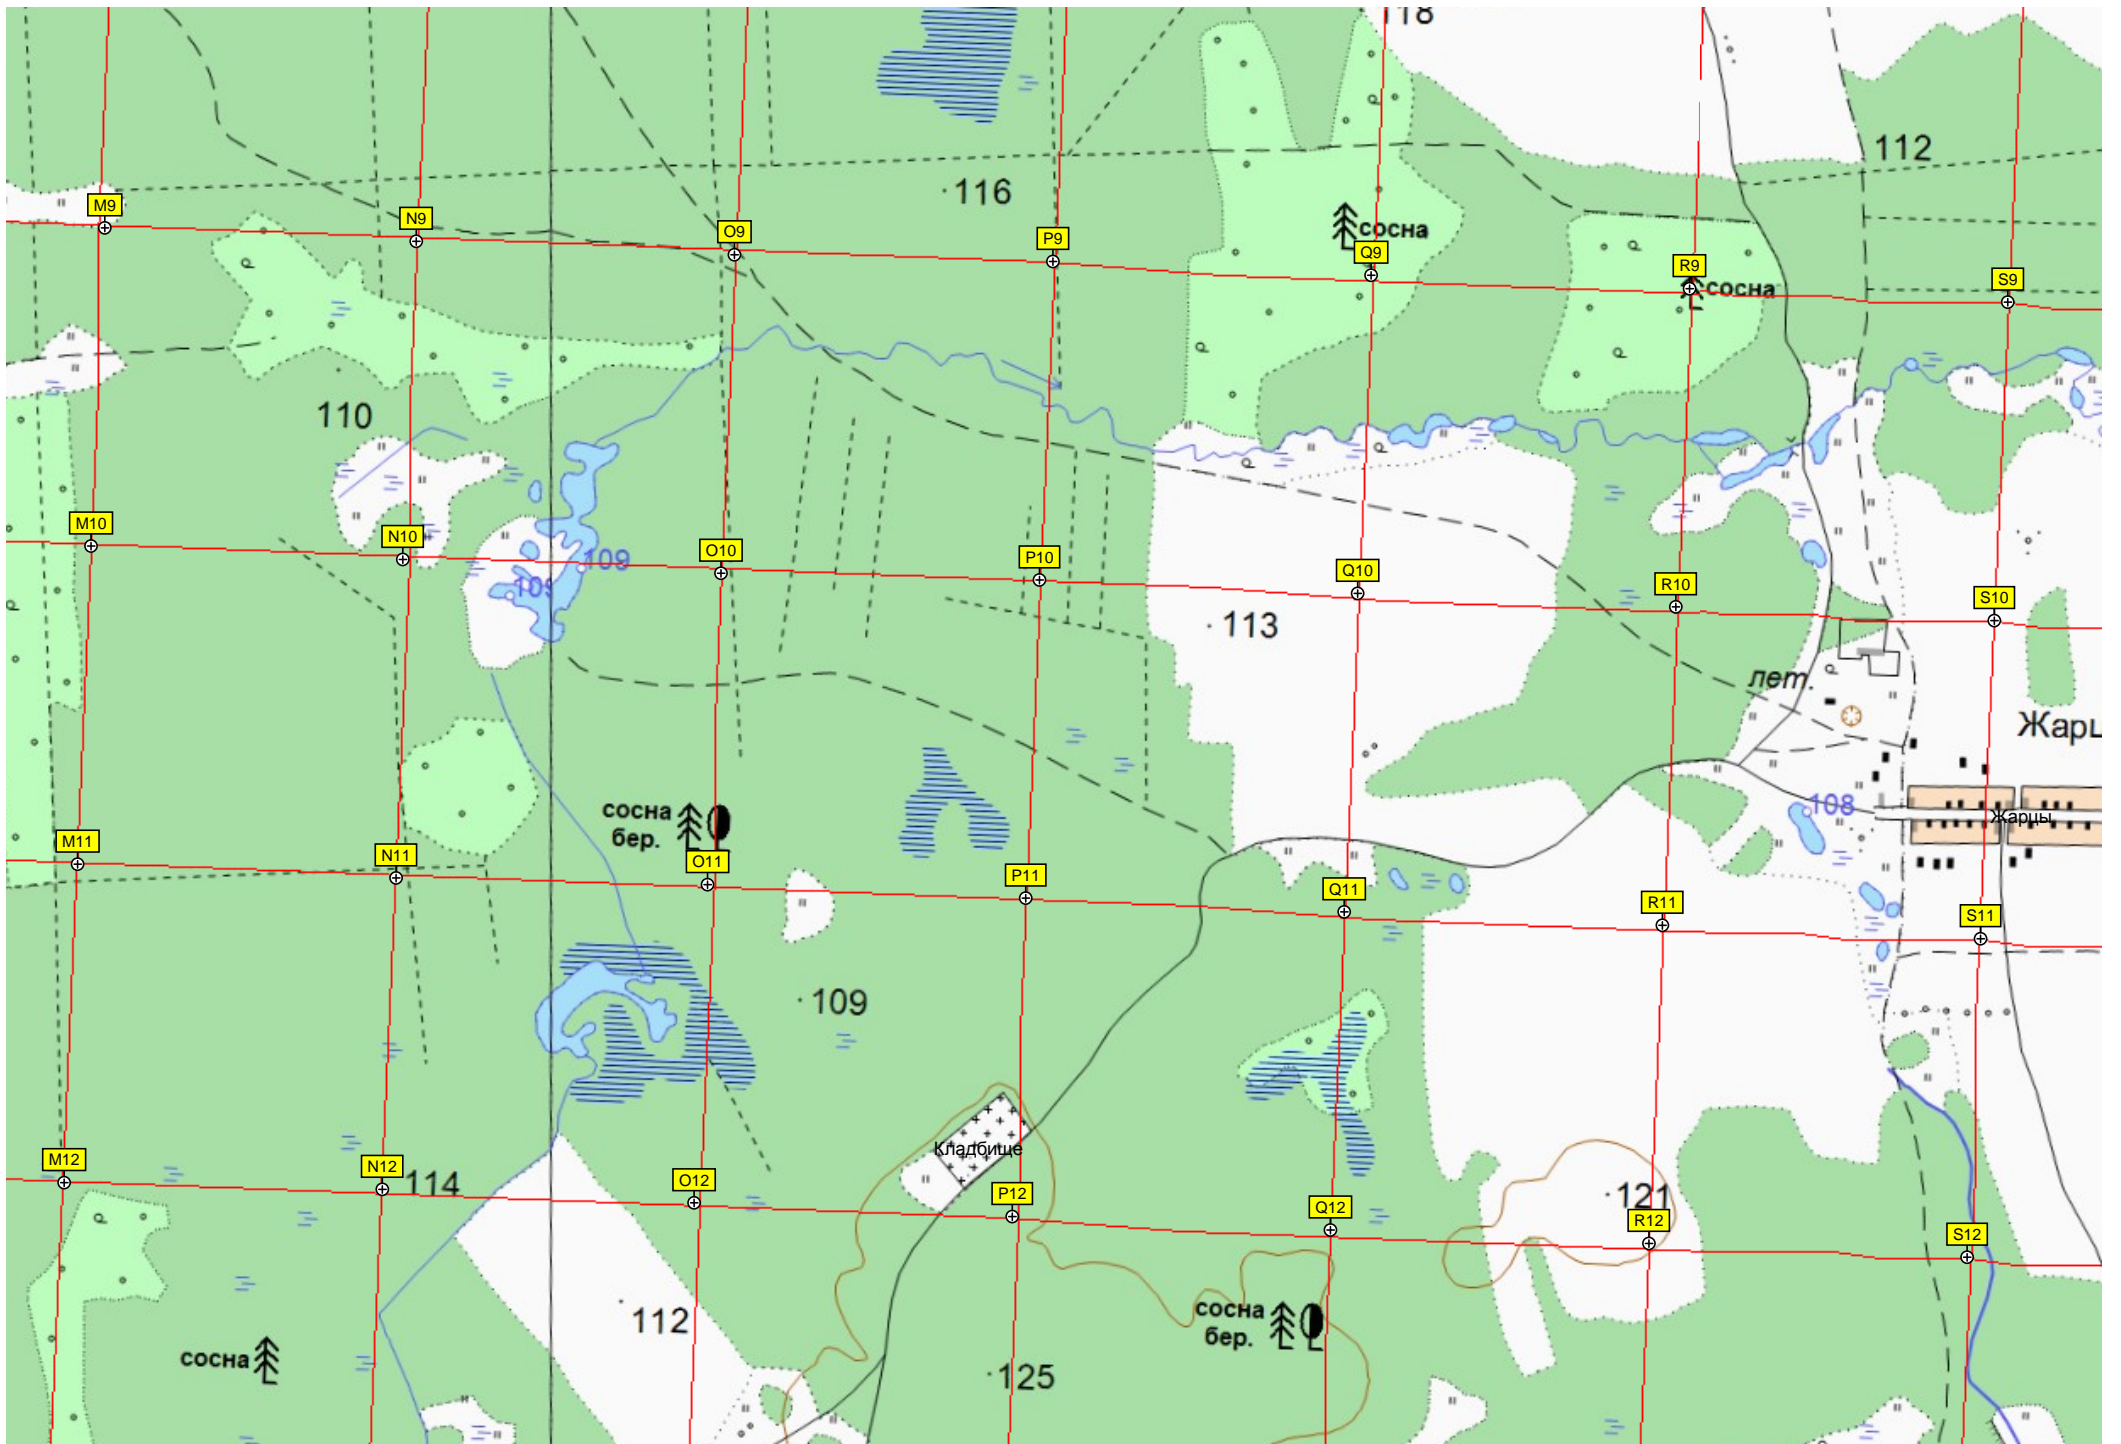 118
112
116
M9
N9
O9
P9
сосна
Q9
R9
сосна
S9
110
M10
N10
O10
P10
Q10
R10
S10
109
109
113
лет.
Жарц
108
Жарцы
сосна
бер.
M11
N11
O11
P11
Q11
R11
S11
109
Кладбище
M12
N12
114
O12
P12
Q12
121
R12
S12
112
сосна
бер.
сосна
125